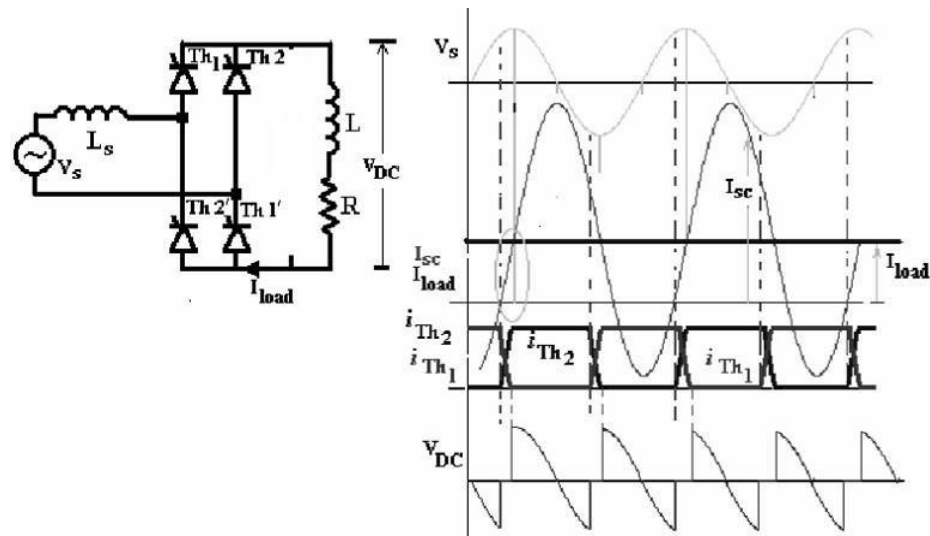 Th1
Th 2
Ls
Vs
L
VDC
R
Th 2'
Th 1'
Iload
Vs
Isc
Isc
Iload
Iload
iTh2
iTh1
iTh2
iTh1
VDC